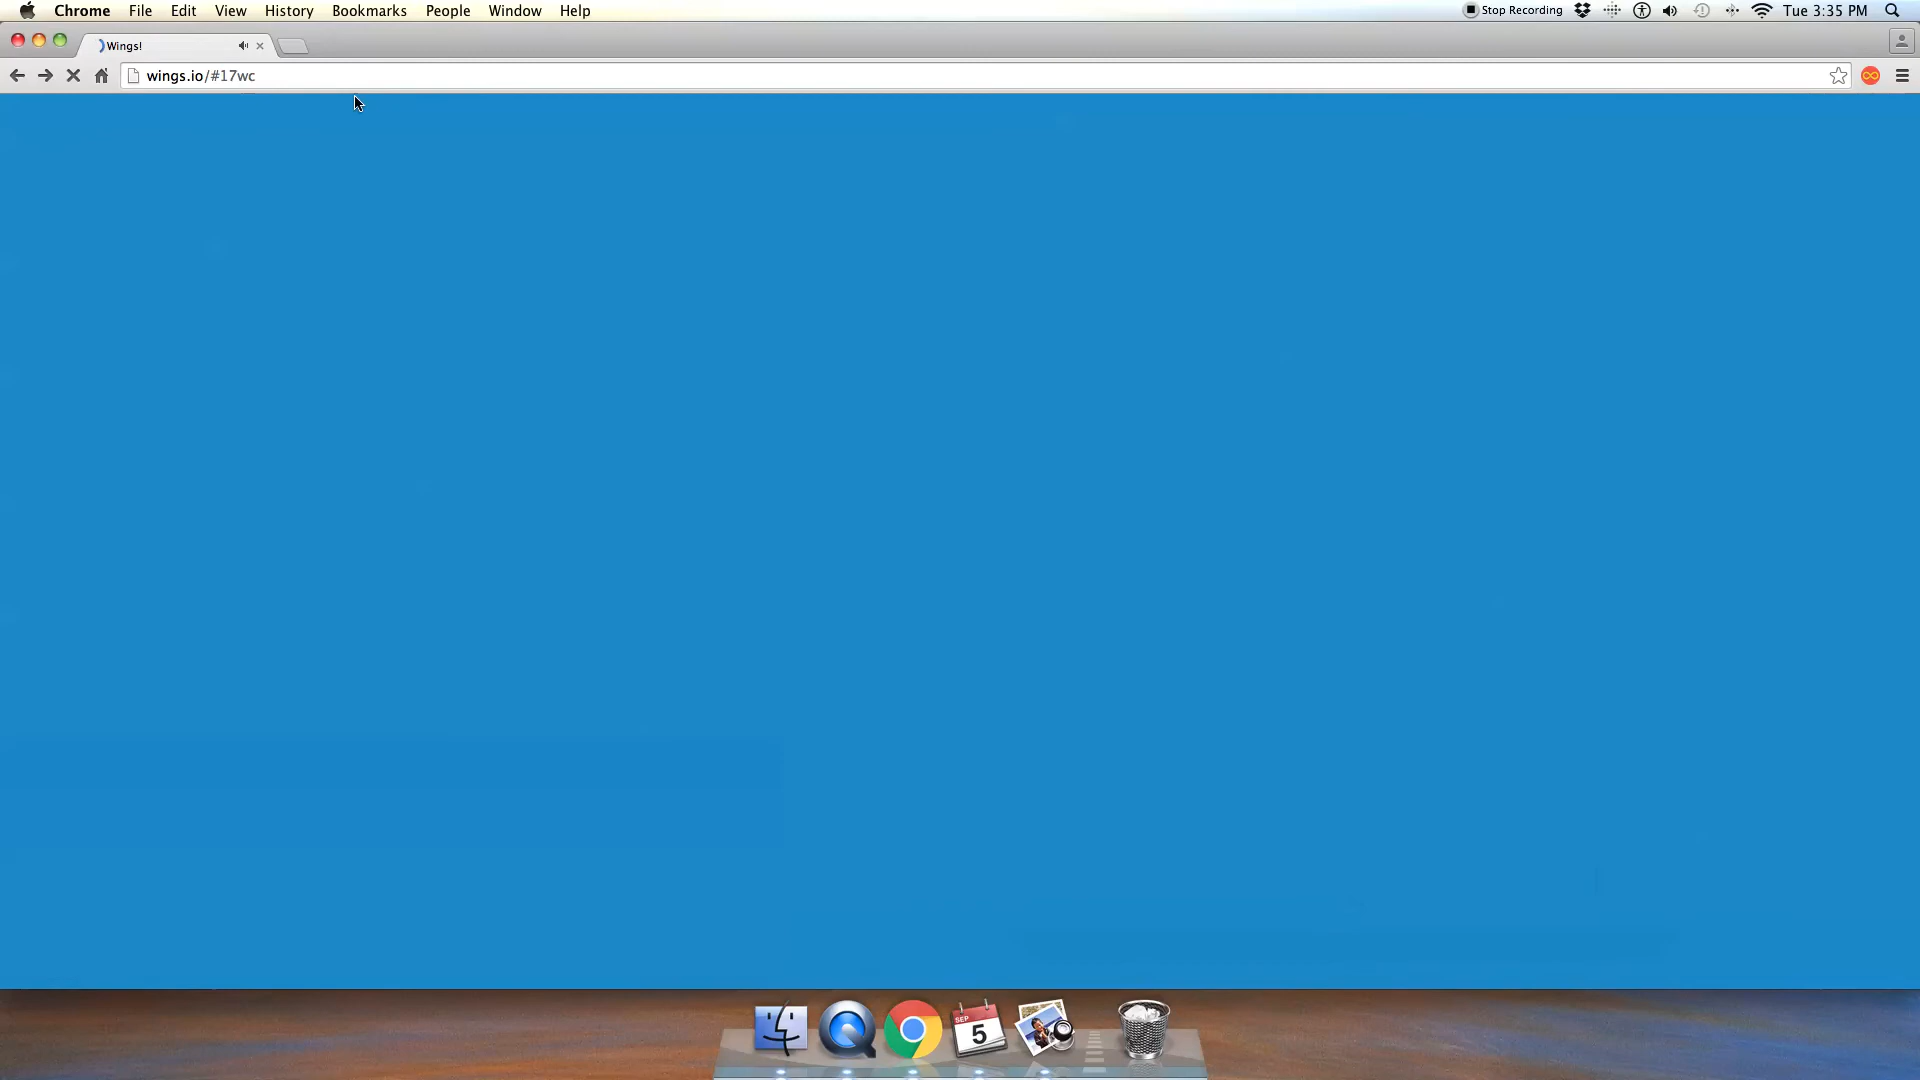 Chrome File Edit View History Bookmarks People Window Help Stop Recording Tue 3:35 PM
Wings!
wings.io/#17wc
SEP
5